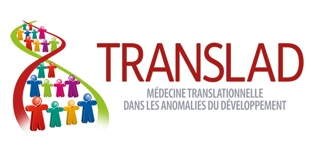 TRANSLAD
MÉDECINE TRANSLATIONNELLE
DANS LES ANOMALIES DU DÉVELOPPEMENT